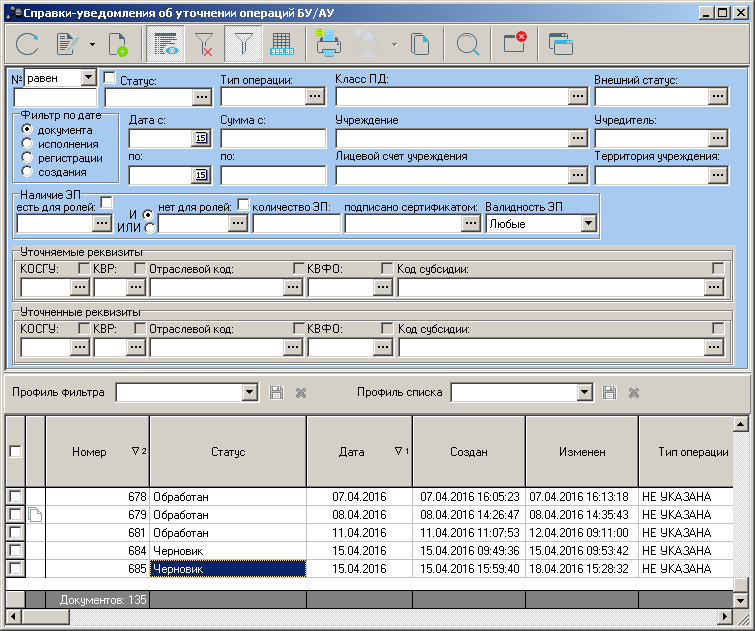 Справки-уведомления об уточнении операций БУ/АУ
999.99
№ равен Статус: Тип операции: Класс ПД: Внешний статус:
Фильтр по дате Дата с: Сумма с: Учреждение Учредитель:
документа
15
исполнения
регистрации по: по: Лицевой счет учреждения Территория учреждения:
создания
15
Наличие ЭП
есть для ролей: И нет для ролей: количество ЭП: подписано сертификатом: Валидность ЭП
ИЛИ Любые
Уточняемые реквизиты
КОСГУ: КВР: Отраслевой код: КВФО: Код субсидии:
Уточненные реквизиты
КОСГУ: КВР: Отраслевой код: КВФО: Код субсидии:
Профиль фильтра Профиль списка
Номер 2 Статус Дата 1 Создан Изменен Тип операции
678 Обработан 07.04.2016 07.04.2016 16:05:23 07.04.2016 16:13:18 НЕ УКАЗАНА
679 Обработан 08.04.2016 08.04.2016 14:26:47 08.04.2016 14:35:43 НЕ УКАЗАНА
681 Обработан 11.04.2016 11.04.2016 11:07:53 12.04.2016 09:11:00 НЕ УКАЗАНА
684 Черновик 15.04.2016 15.04.2016 09:49:36 15.04.2016 09:53:42 НЕ УКАЗАНА
685 Черновик 15.04.2016 15.04.2016 15:59:40 18.04.2016 15:28:32 НЕ УКАЗАНА
Документов: 135